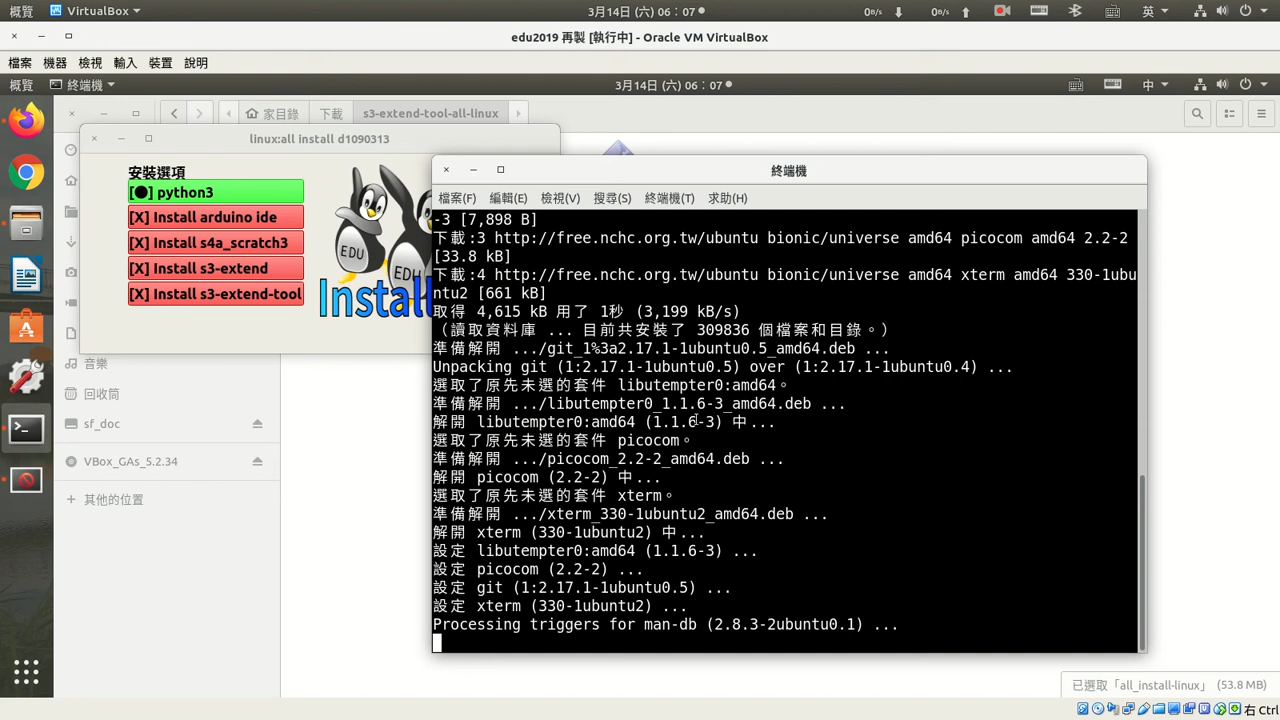 概覽 VirtualBox 3月14日 (六) 06：07 0B/s 0B/s 英
edu2019 再製 [執行中] - Oracle VM VirtualBox
檔案 機器 檢視 輸入 裝置 說明
概覽 終端機 3月14日 (六) 06：07 中
家目錄 下載 s3-extend-tool-all-linux
linux:all install d1090313
安裝選項
[●] python3
[X] Install arduino ide
[X] Install s4a_scratch3
[X] Install s3-extend
[X] Install s3-extend-tool
EDU
EDU
Install
音樂
回收筒
sf_doc
VBox_GAs_5.2.34
其他的位置
終端機
檔案(F) 編輯(E) 檢視(V) 搜尋(S) 終端機(T) 求助(H)
-3 [7,898 B]
下載:3 http://free.nchc.org.tw/ubuntu bionic/universe amd64 picocom amd64 2.2-2
[33.8 kB]
下載:4 http://free.nchc.org.tw/ubuntu bionic/universe amd64 xterm amd64 330-1ubu
ntu2 [661 kB]
取得 4,615 kB 用了 1秒 (3,199 kB/s)
（讀取資料庫 ... 目前共安裝了 309836 個檔案和目錄。）
準備解開 .../git_1%3a2.17.1-1ubuntu0.5_amd64.deb ...
Unpacking git (1:2.17.1-1ubuntu0.5) over (1:2.17.1-1ubuntu0.4) ...
選取了原先未選的套件 libutempter0:amd64。
準備解開 .../libutempter0_1.1.6-3_amd64.deb ...
解開 libutempter0:amd64 (1.1.6-3) 中...
選取了原先未選的套件 picocom。
準備解開 .../picocom_2.2-2_amd64.deb ...
解開 picocom (2.2-2) 中...
選取了原先未選的套件 xterm。
準備解開 .../xterm_330-1ubuntu2_amd64.deb ...
解開 xterm (330-1ubuntu2) 中...
設定 libutempter0:amd64 (1.1.6-3) ...
設定 picocom (2.2-2) ...
設定 git (1:2.17.1-1ubuntu0.5) ...
設定 xterm (330-1ubuntu2) ...
Processing triggers for man-db (2.8.3-2ubuntu0.1) ...
已選取「all_install-linux」 (53.8 MB)
右 Ctrl